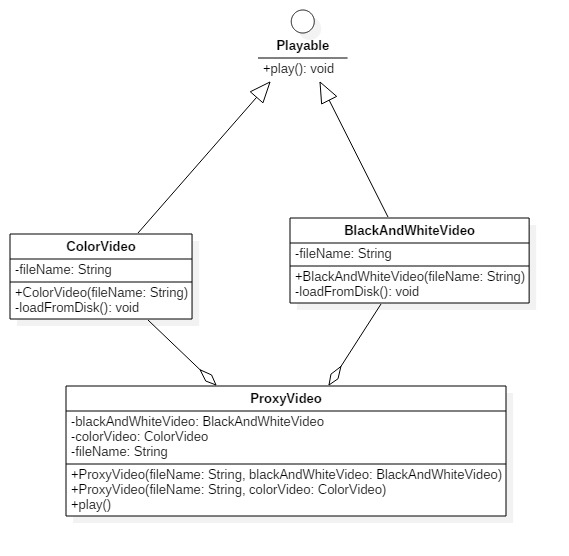 Playable
+play(): void
ColorVideo
-fileName: String
+ColorVideo(fileName: String)
-loadFromDisk(): void
BlackAndWhiteVideo
-fileName: String
+BlackAndWhiteVideo(fileName: String)
-loadFromDisk(): void
ProxyVideo
-blackAndWhiteVideo: BlackAndWhiteVideo
-colorVideo: ColorVideo
-fileName: String
+ProxyVideo(fileName: String, blackAndWhiteVideo: BlackAndWhiteVideo)
+ProxyVideo(fileName: String, colorVideo: ColorVideo)
+play()